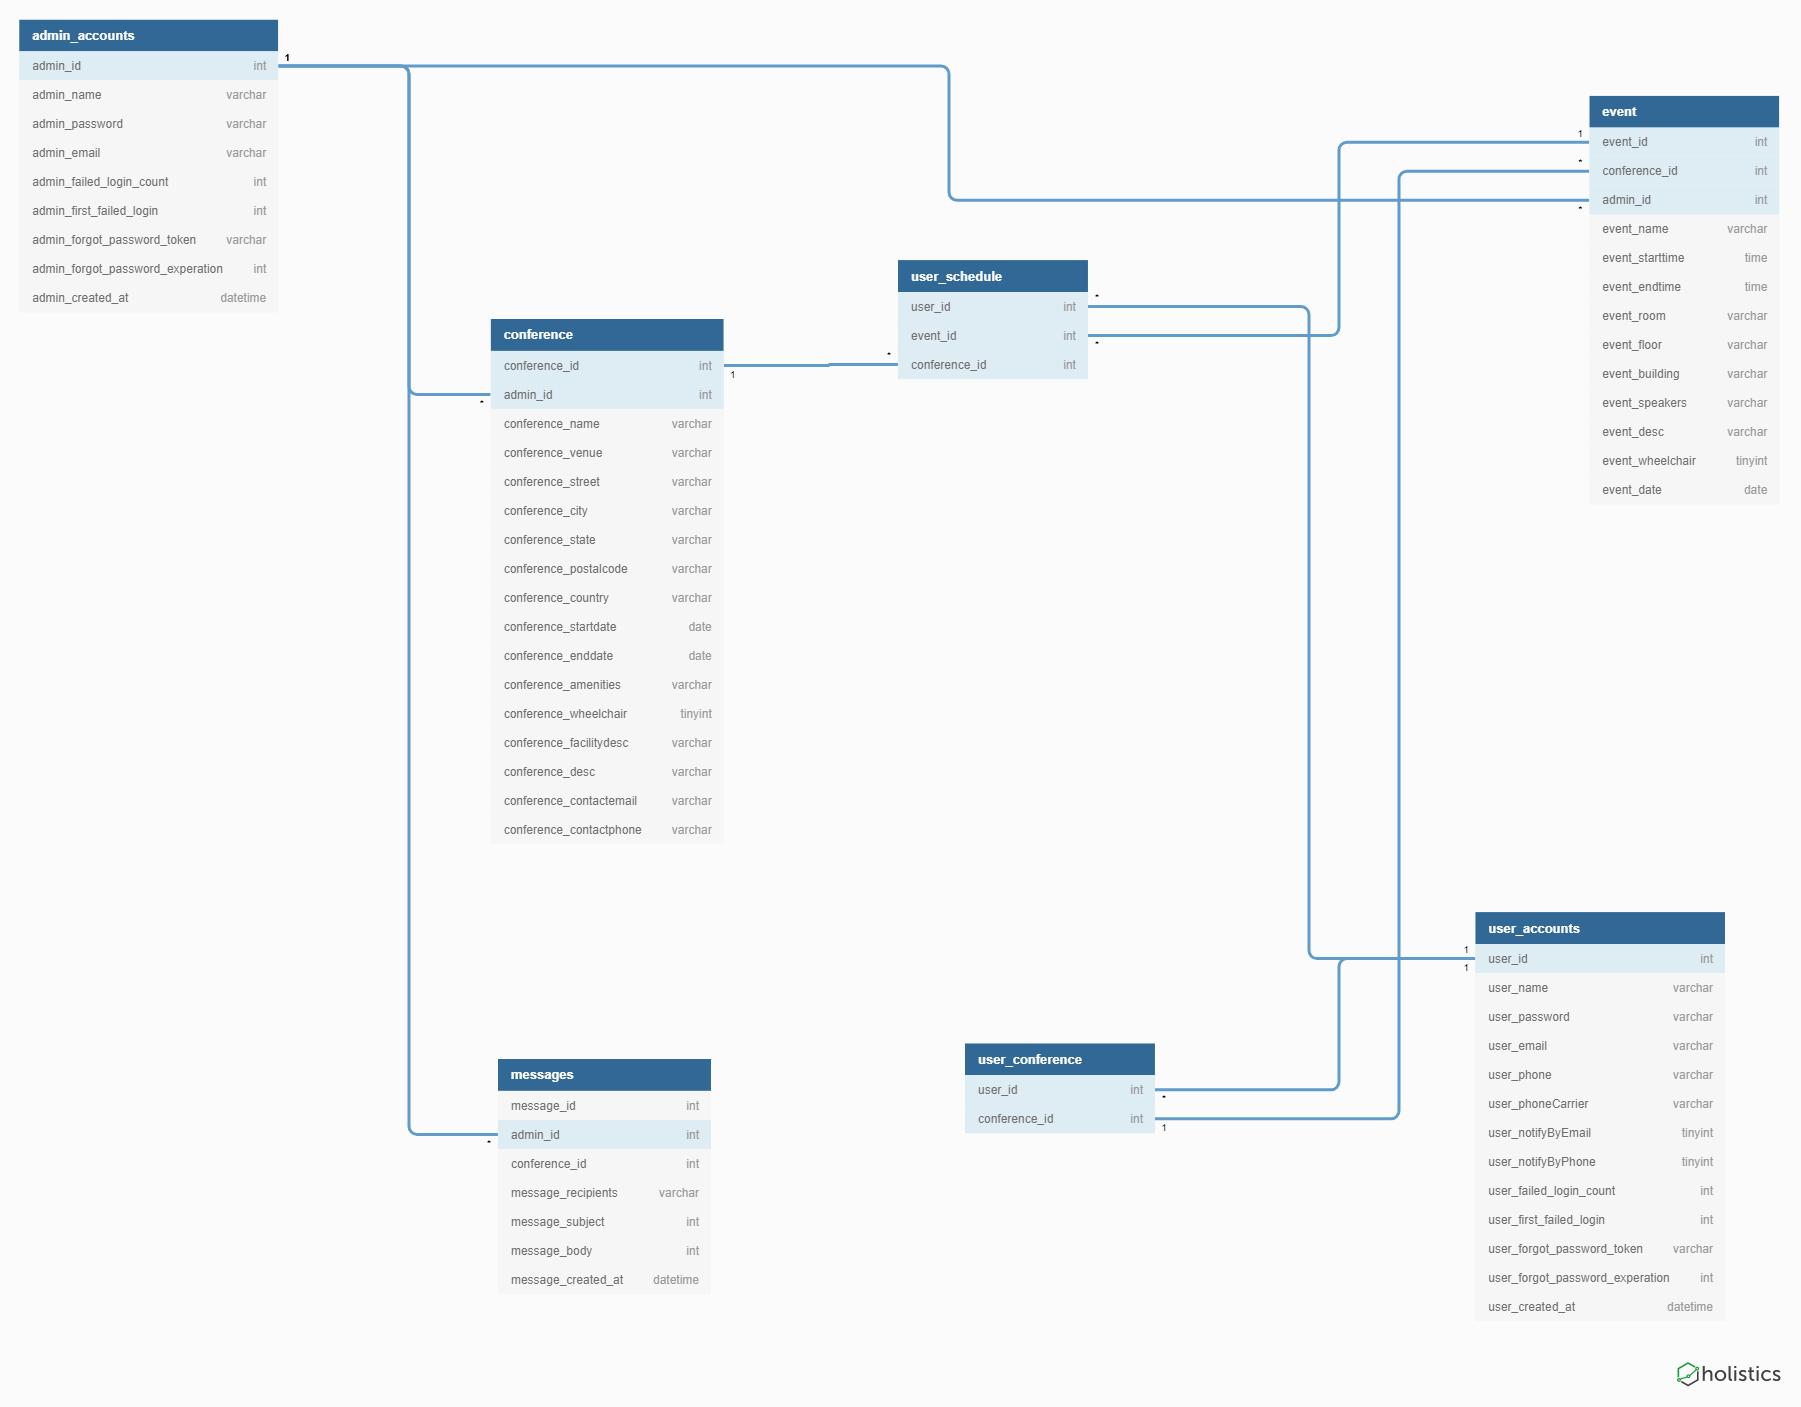 admin_accounts
admin_id int
admin_name varchar
admin_password varchar
admin_email varchar
admin_failed_login_count int
admin_first_failed_login int
admin_forgot_password_token varchar
admin_forgot_password_experation int
admin_created_at datetime
1
event
1
event_id int
*
conference_id int
admin_id int
*
event_name varchar
event_starttime time
event_endtime time
event_room varchar
event_floor varchar
event_building varchar
event_speakers varchar
event_desc varchar
event_wheelchair tinyint
event_date date
user_schedule
user_id int
*
event_id int
*
*
conference_id int
conference
conference_id int
1
admin_id int
*
conference_name varchar
conference_venue varchar
conference_street varchar
conference_city varchar
conference_state varchar
conference_postalcode varchar
conference_country varchar
conference_startdate date
conference_enddate date
conference_amenities varchar
conference_wheelchair tinyint
conference_facilitydesc varchar
conference_desc varchar
conference_contactemail varchar
conference_contactphone varchar
user_accounts
1
user_id int
1
user_name varchar
user_password varchar
user_email varchar
user_phone varchar
user_phoneCarrier varchar
user_notifyByEmail tinyint
user_notifyByPhone tinyint
user_failed_login_count int
user_first_failed_login int
user_forgot_password_token varchar
user_forgot_password_experation int
user_created_at datetime
user_conference
user_id int
*
conference_id int
1
messages
message_id int
admin_id int
*
conference_id int
message_recipients varchar
message_subject int
message_body int
message_created_at datetime
holistics